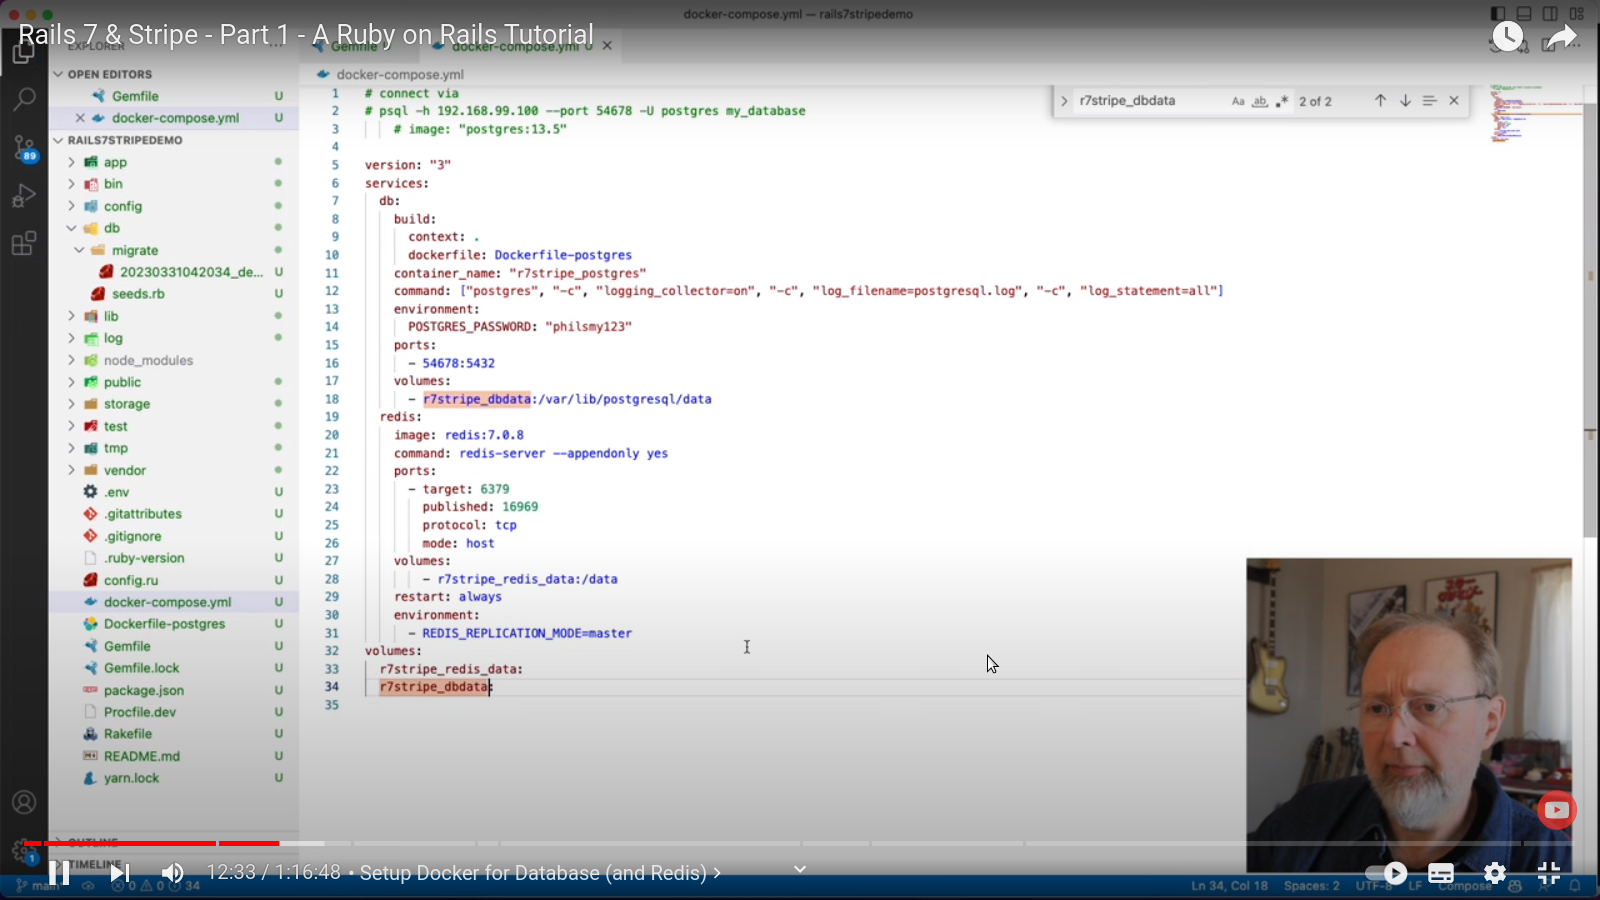 docker-compose.yml — rails7stripedemo
Rails 7 & Stripe - Part 1 - A Ruby on Rails Tutorial
EXPLORER
Gemfile U
docker-compose.yml U
OPEN EDITORS
Gemfile U
docker-compose.yml U
RAILS7STRIPEDEMO
app
bin
config
db
migrate
20230331042034_de... U
seeds.rb U
lib
log
node_modules
public
storage
test
tmp
vendor
.env U
.gitattributes U
.gitignore U
.ruby-version U
config.ru U
docker-compose.yml U
Dockerfile-postgres U
Gemfile U
Gemfile.lock U
package.json U
Procfile.dev U
Rakefile U
README.md U
yarn.lock U
OUTLINE
TIMELINE
89
1
docker-compose.yml
r7stripe_dbdata Aa ab 2 of 2
1 # connect via
2 # psql -h 192.168.99.100 --port 54678 -U postgres my_database
3 # image: "postgres:13.5"
4
5 version: "3"
6 services:
7 db:
8 build:
9 context: .
10 dockerfile: Dockerfile-postgres
11 container_name: "r7stripe_postgres"
12 command: ["postgres", "-c", "logging_collector=on", "-c", "log_filename=postgresql.log", "-c", "log_statement=all"]
13 environment:
14 POSTGRES_PASSWORD: "philsmy123"
15 ports:
16 - 54678:5432
17 volumes:
18 - r7stripe_dbdata:/var/lib/postgresql/data
19 redis:
20 image: redis:7.0.8
21 command: redis-server --appendonly yes
22 ports:
23 - target: 6379
24 published: 16969
25 protocol: tcp
26 mode: host
27 volumes:
28 - r7stripe_redis_data:/data
29 restart: always
30 environment:
31 - REDIS_REPLICATION_MODE=master
32 volumes:
33 r7stripe_redis_data:
34 r7stripe_dbdata:
35
12:33 / 1:16:48 • Setup Docker for Database (and Redis)
main 0 0 34
Ln 34, Col 18 Spaces: 2 UTF-8 LF Compose